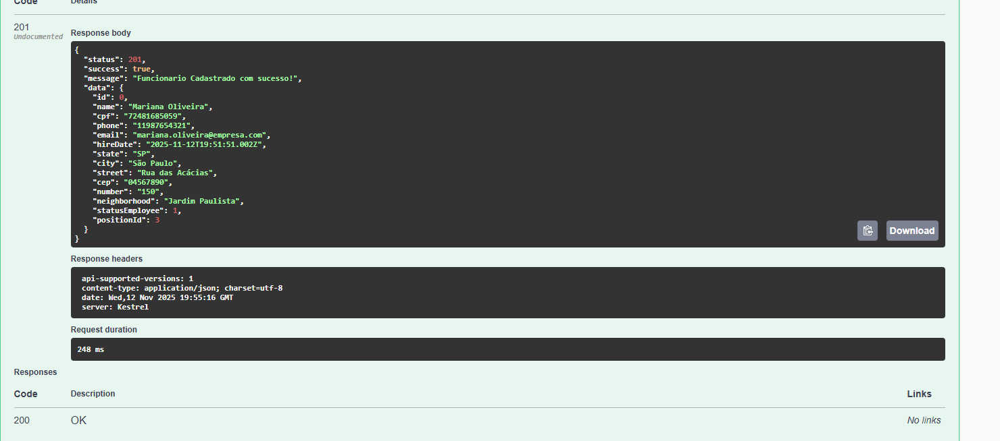 Code Details
201
Undocumented
Response body
{
  "status": 201,
  "success": true,
  "message": "Funcionario Cadastrado com sucesso!",
  "data": {
    "id": 0,
    "name": "Mariana Oliveira",
    "cpf": "72481685059",
    "phone": "11987654321",
    "email": "mariana.oliveira@empresa.com",
    "hireDate": "2025-11-12T19:51:51.002Z",
    "state": "SP",
    "city": "São Paulo",
    "street": "Rua das Acácias",
    "cep": "04567890",
    "number": "150",
    "neighborhood": "Jardim Paulista",
    "statusEmployee": 1,
    "positionId": 3
  }
}
Download
Response headers
api-supported-versions: 1
content-type: application/json; charset=utf-8
date: Wed,12 Nov 2025 19:55:16 GMT
server: Kestrel
Request duration
248 ms
Responses
Code Description Links
200 OK No links